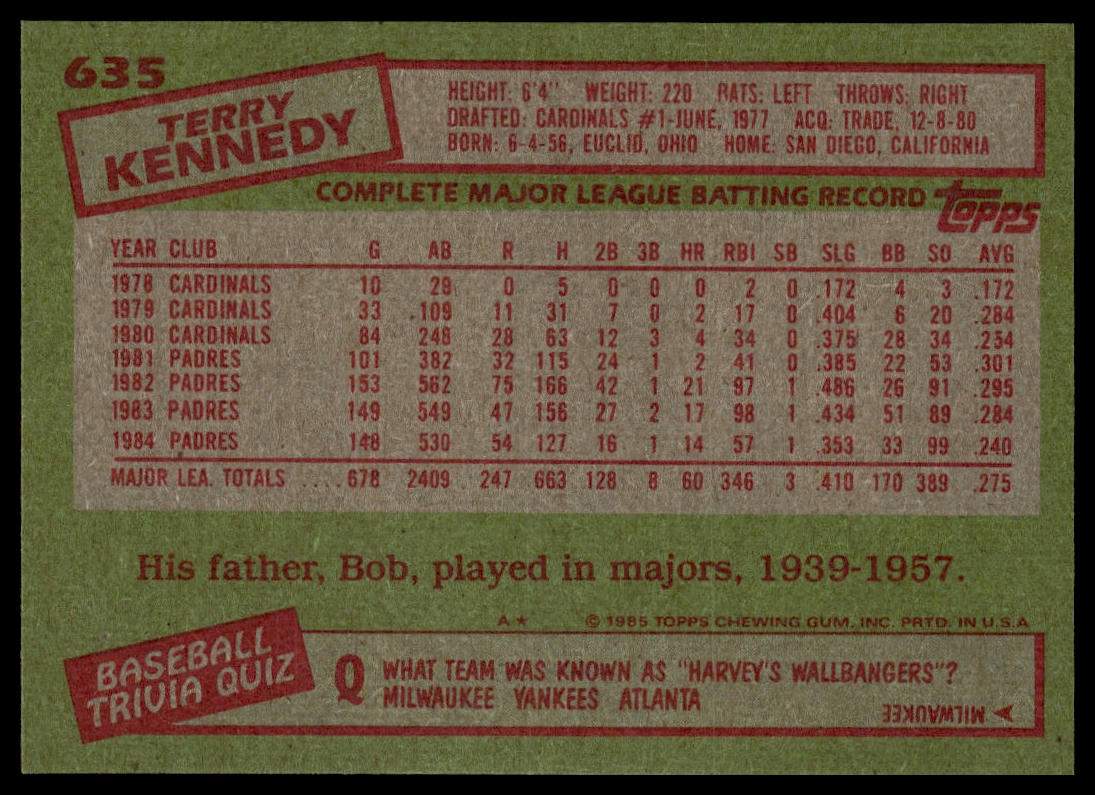 635
TERRY
KENNEDY
HEIGHT: 6'4" WEIGHT: 220 BATS: LEFT THROWS: RIGHT
DRAFTED: CARDINALS #1-JUNE, 1977 ACQ: TRADE, 12-8-80
BORN: 6-4-56, EUCLID, OHIO HOME: SAN DIEGO, CALIFORNIA
COMPLETE MAJOR LEAGUE BATTING RECORD
topps
YEAR CLUB G AB R H 2B 3B HR RBI SB SLG BB SO AVG
1978 CARDINALS 10 29 0 5 0 0 0 2 0 .172 4 3 .172
1979 CARDINALS 33 109 11 31 7 0 2 17 0 .404 6 20 .284
1980 CARDINALS 84 248 28 63 12 3 4 34 0 .375 28 34 .254
1981 PADRES 101 382 32 115 24 1 2 41 0 .385 22 53 .301
1982 PADRES 153 562 75 166 42 1 21 97 1 .486 26 91 .295
1983 PADRES 149 549 47 156 27 2 17 98 1 .434 51 89 .284
1984 PADRES 148 530 54 127 16 1 14 57 1 .353 33 99 .240
MAJOR LEA. TOTALS ....678 2409 247 663 128 8 60 346 3 .410 170 389 .275
His father, Bob, played in majors, 1939-1957.
A★ © 1985 TOPPS CHEWING GUM, INC. PRTD. IN U.S.A
BASEBALL
TRIVIA QUIZ
Q WHAT TEAM WAS KNOWN AS "HARVEY'S WALLBANGERS"?
MILWAUKEE YANKEES ATLANTA
MILWAUKEE